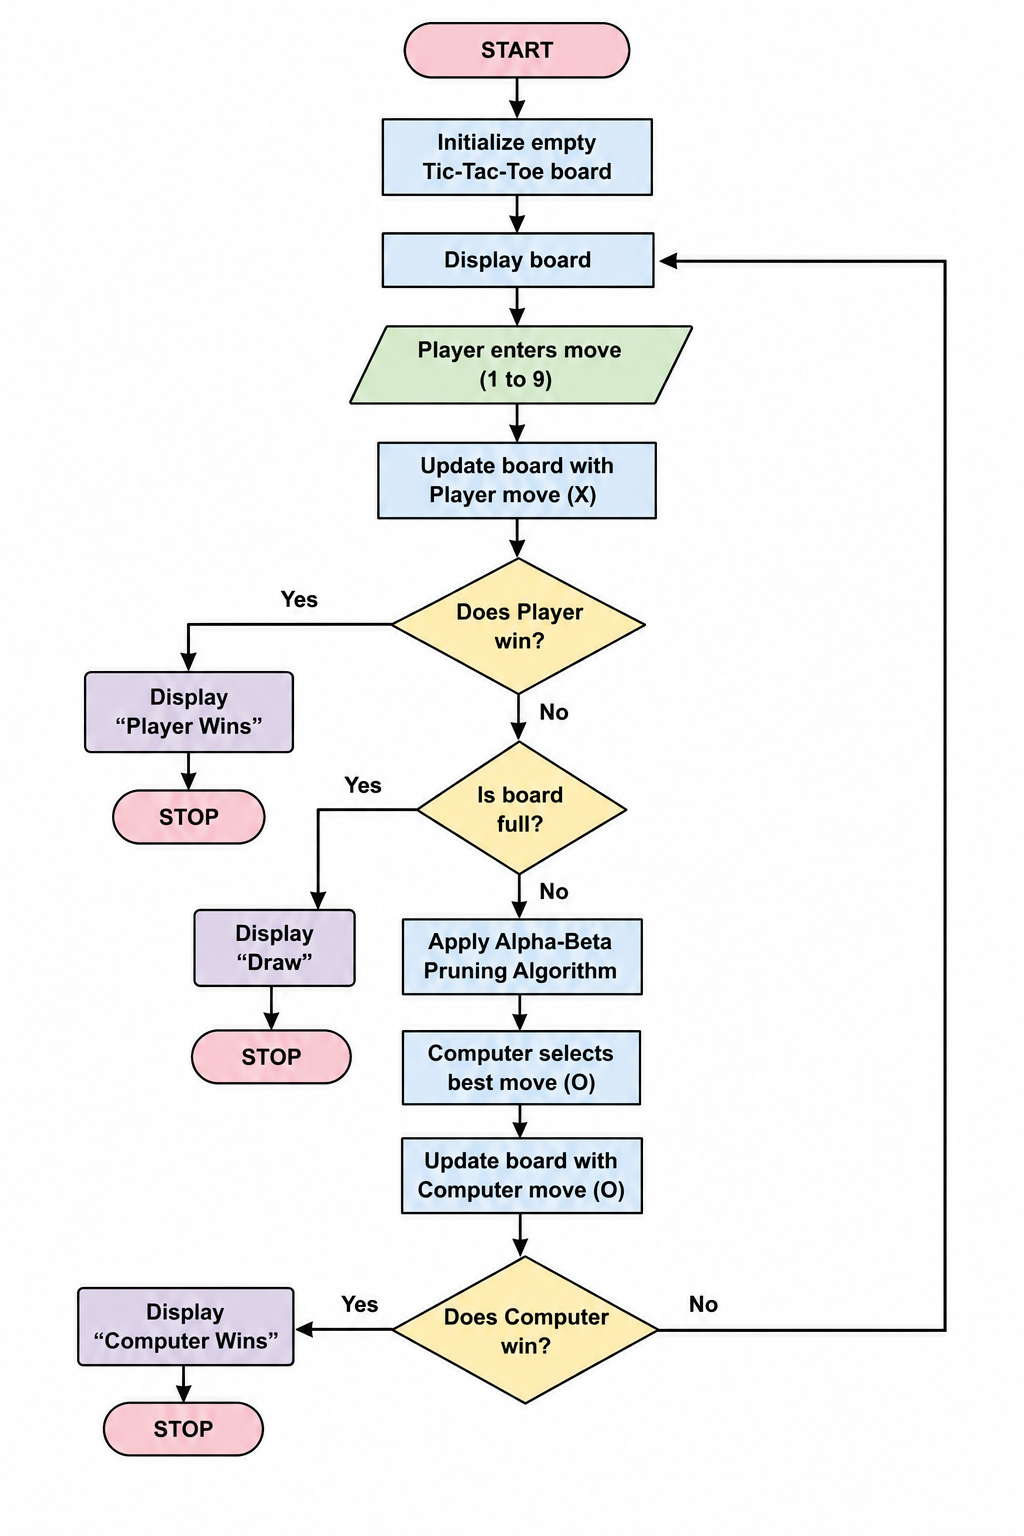 START
Initialize empty
Tic-Tac-Toe board
Display board
Player enters move
(1 to 9)
Update board with
Player move (X)
Does Player
win?
Yes
No
Display
“Player Wins”
STOP
Is board
full?
Yes
No
Display
“Draw”
STOP
Apply Alpha-Beta
Pruning Algorithm
Computer selects
best move (O)
Update board with
Computer move (O)
Does Computer
win?
Yes
No
Display
“Computer Wins”
STOP